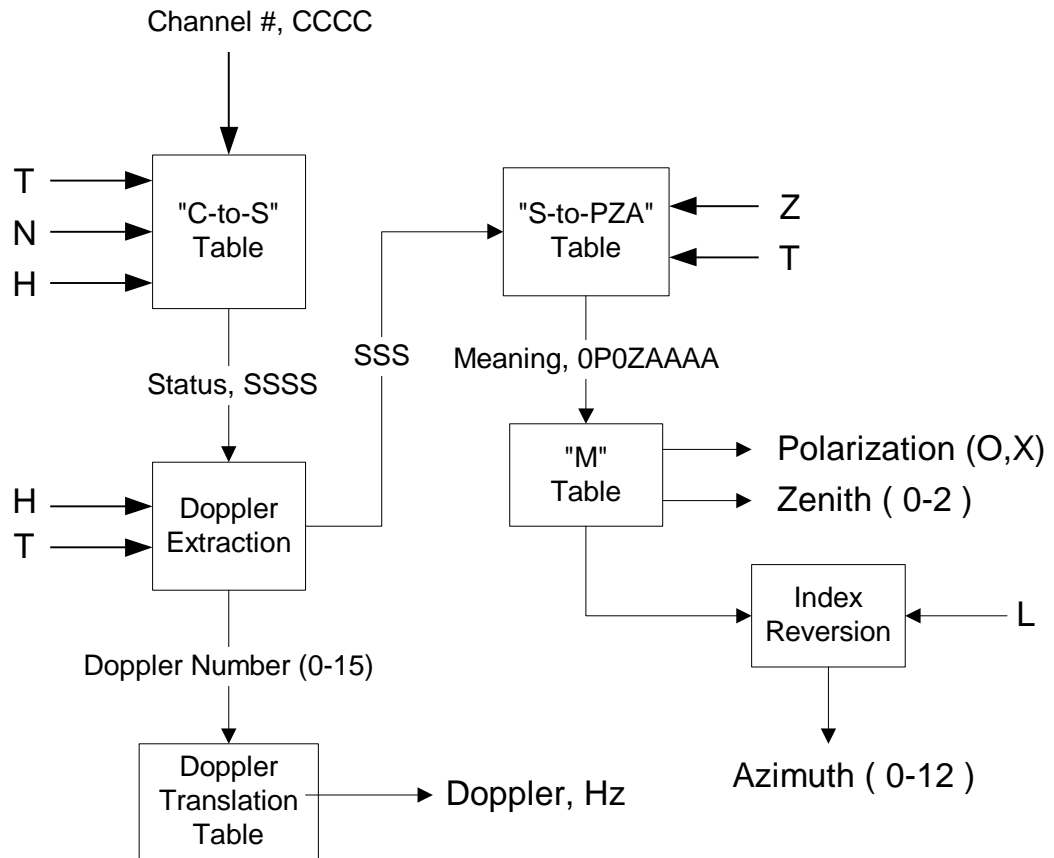 Channel #, CCCC
T
N
H
"C-to-S"
Table
"S-to-PZA"
Table
Z
T
SSS
Status, SSSS
Meaning, 0P0ZAAAA
H
T
Doppler
Extraction
"M"
Table
Polarization (O,X)
Zenith ( 0-2 )
Index
Reversion
L
Doppler Number (0-15)
Azimuth ( 0-12 )
Doppler
Translation
Table
Doppler, Hz